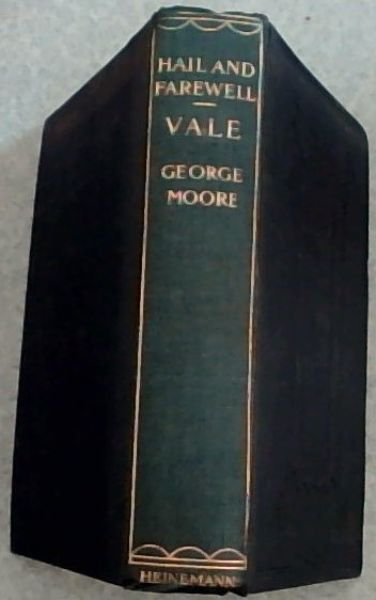 HAIL AND
FAREWELL
VALE
GEORGE
MOORE
HEINEMANN